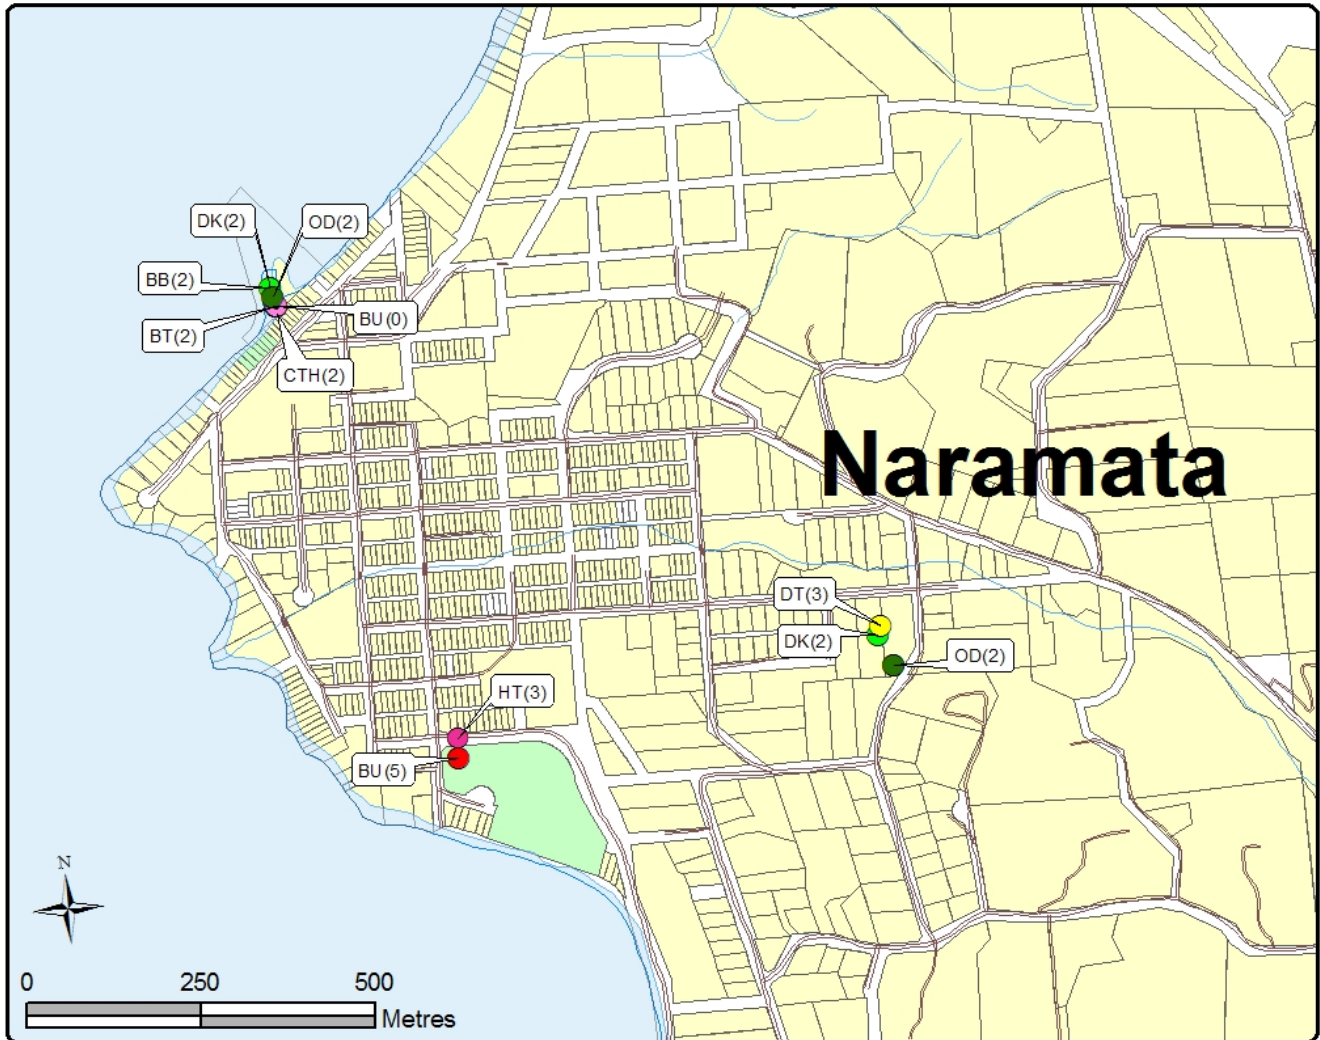 DK(2)
OD(2)
BB(2)
BT(2)
BU(0)
CTH(2)
Naramata
DT(3)
DK(2)
OD(2)
HT(3)
BU(5)
N
0 250 500
Metres